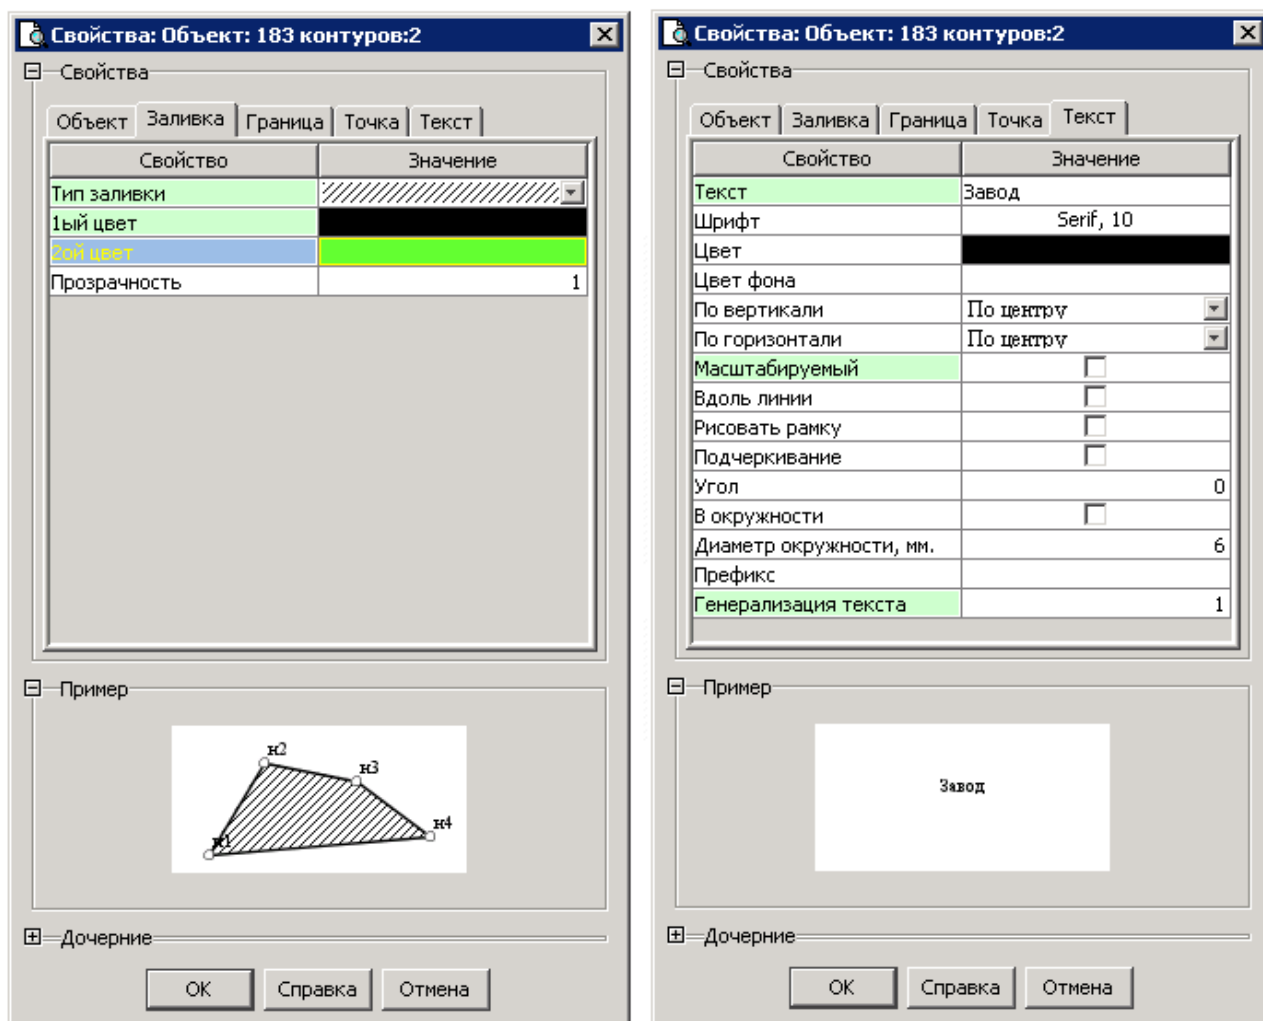 Свойства: Объект: 183 контуров:2
Свойства
Объект Заливка Граница Точка Текст
Свойство Значение
Тип заливки
1ый цвет
2ой цвет
Прозрачность 1
Пример
н2
н3
н1
н4
Дочерние
OK Справка Отмена
Свойства: Объект: 183 контуров:2
Свойства
Объект Заливка Граница Точка Текст
Свойство Значение
Текст Завод
Шрифт Serif, 10
Цвет
Цвет фона
По вертикали По центру
По горизонтали По центру
Масштабируемый
Вдоль линии
Рисовать рамку
Подчеркивание
Угол 0
В окружности
Диаметр окружности, мм. 6
Префикс
Генерализация текста 1
Пример
Завод
Дочерние
OK Справка Отмена